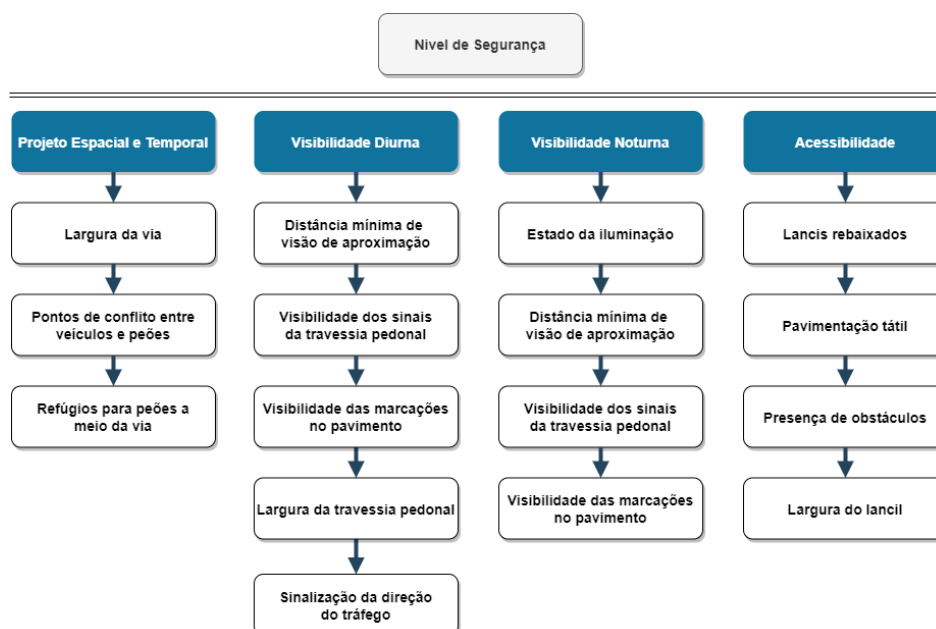 Nivel de Segurança
Projeto Espacial e Temporal
Largura da via
Pontos de conflito entre
veículos e peões
Refúgios para peões a
meio da via
Visibilidade Diurna
Distância mínima de
visão de aproximação
Visibilidade dos sinais
da travessia pedonal
Visibilidade das marcações
no pavimento
Largura da travessia pedonal
Sinalização da direção
do tráfego
Visibilidade Noturna
Estado da iluminação
Distância mínima de
visão de aproximação
Visibilidade dos sinais
da travessia pedonal
Visibilidade das marcações
no pavimento
Acessibilidade
Lancis rebaixados
Pavimentação tátil
Presença de obstáculos
Largura do lancil